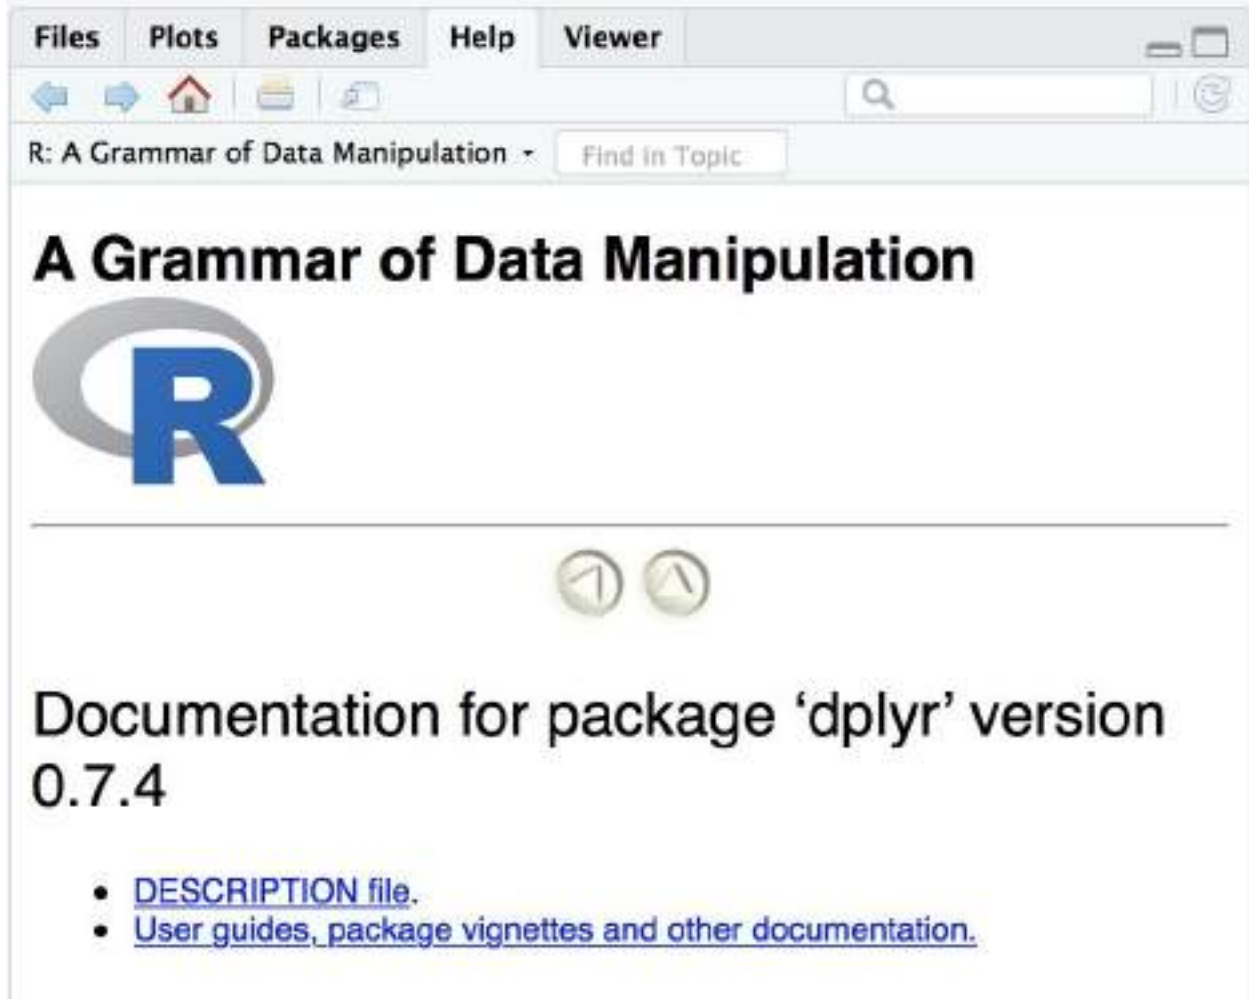 Files Plots Packages Help Viewer
R: A Grammar of Data Manipulation Find in Topic
A Grammar of Data Manipulation
R
Documentation for package ‘dplyr’ version
0.7.4
• DESCRIPTION file.
• User guides, package vignettes and other documentation.